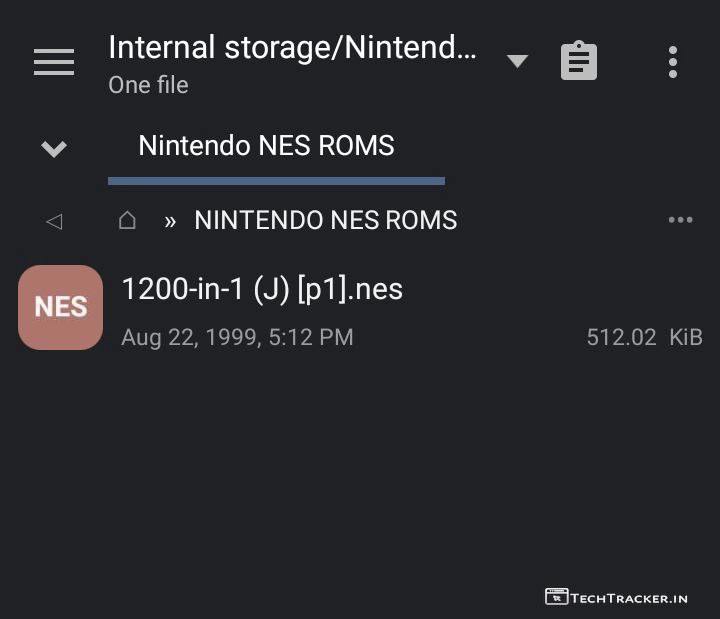 Internal storage/Nintend...
One file
Nintendo NES ROMS
» NINTENDO NES ROMS
NES
1200-in-1 (J) [p1].nes
Aug 22, 1999, 5:12 PM
512.02 KiB
TECHTRACKER.IN